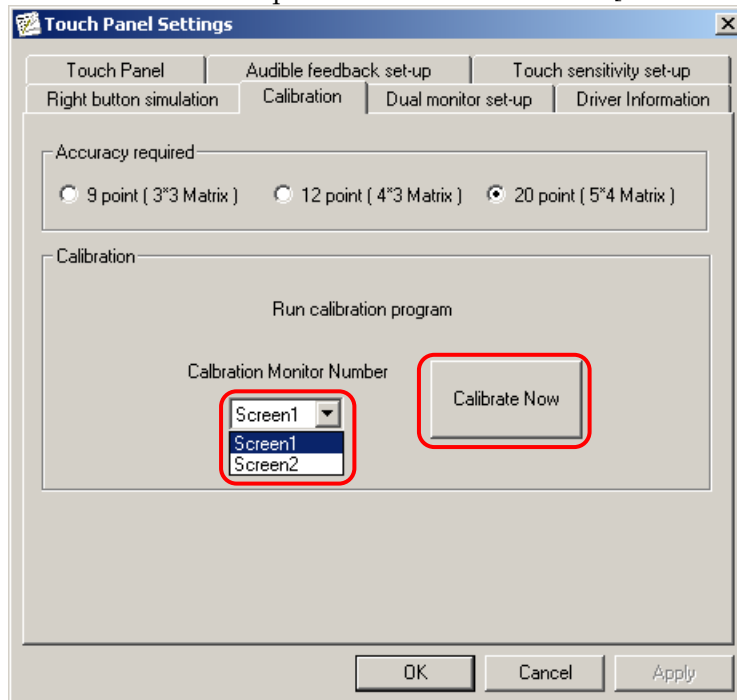 Touch Panel Settings
Touch Panel Audible feedback set-up Touch sensitivity set-up
Right button simulation Calibration Dual monitor set-up Driver Information
Accuracy required
9 point ( 3*3 Matrix ) 12 point ( 4*3 Matrix ) 20 point ( 5*4 Matrix )
Calibration
Run calibration program
Calbration Monitor Number
Calibrate Now
Screen1
Screen1
Screen2
OK Cancel Apply